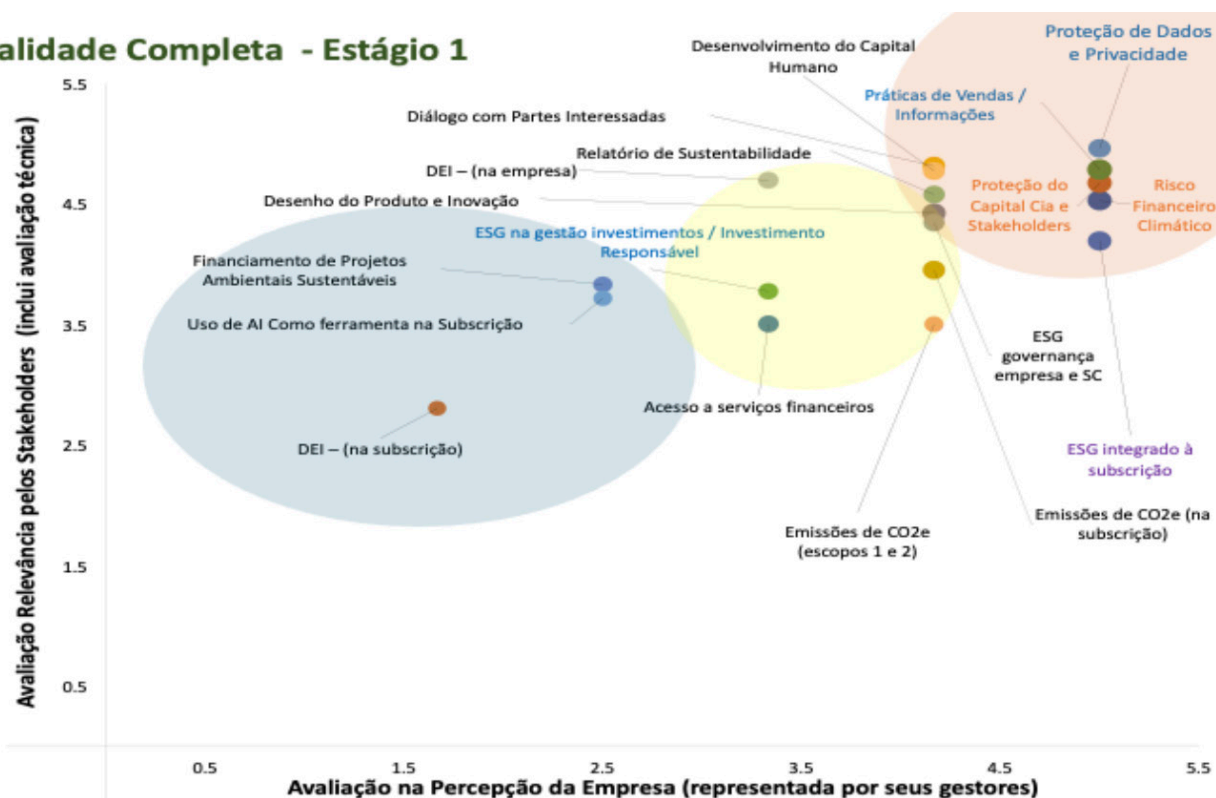 alidade Completa - Estágio 1
Desenvolvimento do Capital
Humano
Proteção de Dados
e Privacidade
5.5
Práticas de Vendas /
Informações
Diálogo com Partes Interessadas
Relatório de Sustentabilidade
DEI – (na empresa)
Proteção do
Capital Cia e
Stakeholders
Risco
Financeiro
Climático
4.5
Desenho do Produto e Inovação
ESG na gestão investimentos / Investimento
Responsável
Financiamento de Projetos
Ambientais Sustentáveis
3.5
Uso de AI Como ferramenta na Subscrição
ESG
governança
empresa e SC
Acesso a serviços financeiros
2.5
DEI – (na subscrição)
ESG integrado à
subscrição
Emissões de CO2e
(escopos 1 e 2)
Emissões de CO2e (na
subscrição)
1.5
0.5
Avaliação Relevância pelos Stakeholders (inclui avaliação técnica)
0.5 1.5 2.5 3.5 4.5 5.5
Avaliação na Percepção da Empresa (representada por seus gestores)